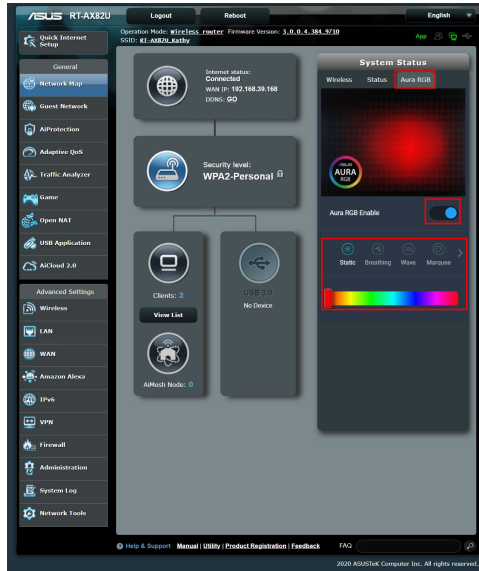 ASUS RT-AX82U
Logout
Reboot
English
Operation Mode: Wireless router Firmware Version: 3.0.0.4.384_9710
SSID: RT-AX82U_Kathy
App
Quick Internet
Setup
General
Network Map
Guest Network
AiProtection
Adaptive QoS
Traffic Analyzer
Game
Open NAT
USB Application
AiCloud 2.0
Advanced Settings
Wireless
LAN
WAN
Amazon Alexa
IPv6
VPN
Firewall
Administration
System Log
Network Tools
Internet status:
Connected
WAN IP: 192.168.39.168
DDNS: GO
Security level:
WPA2-Personal
Clients: 2
View List
AiMesh Node: 0
USB 3.0
No Device
System Status
Wireless Status Aura RGB
ASUS
AURA
RGB
Aura RGB Enable
Static Breathing Wave Marquee
Help & Support Manual | Utility | Product Registration | Feedback FAQ
2020 ASUSTeK Computer Inc. All rights reserved.